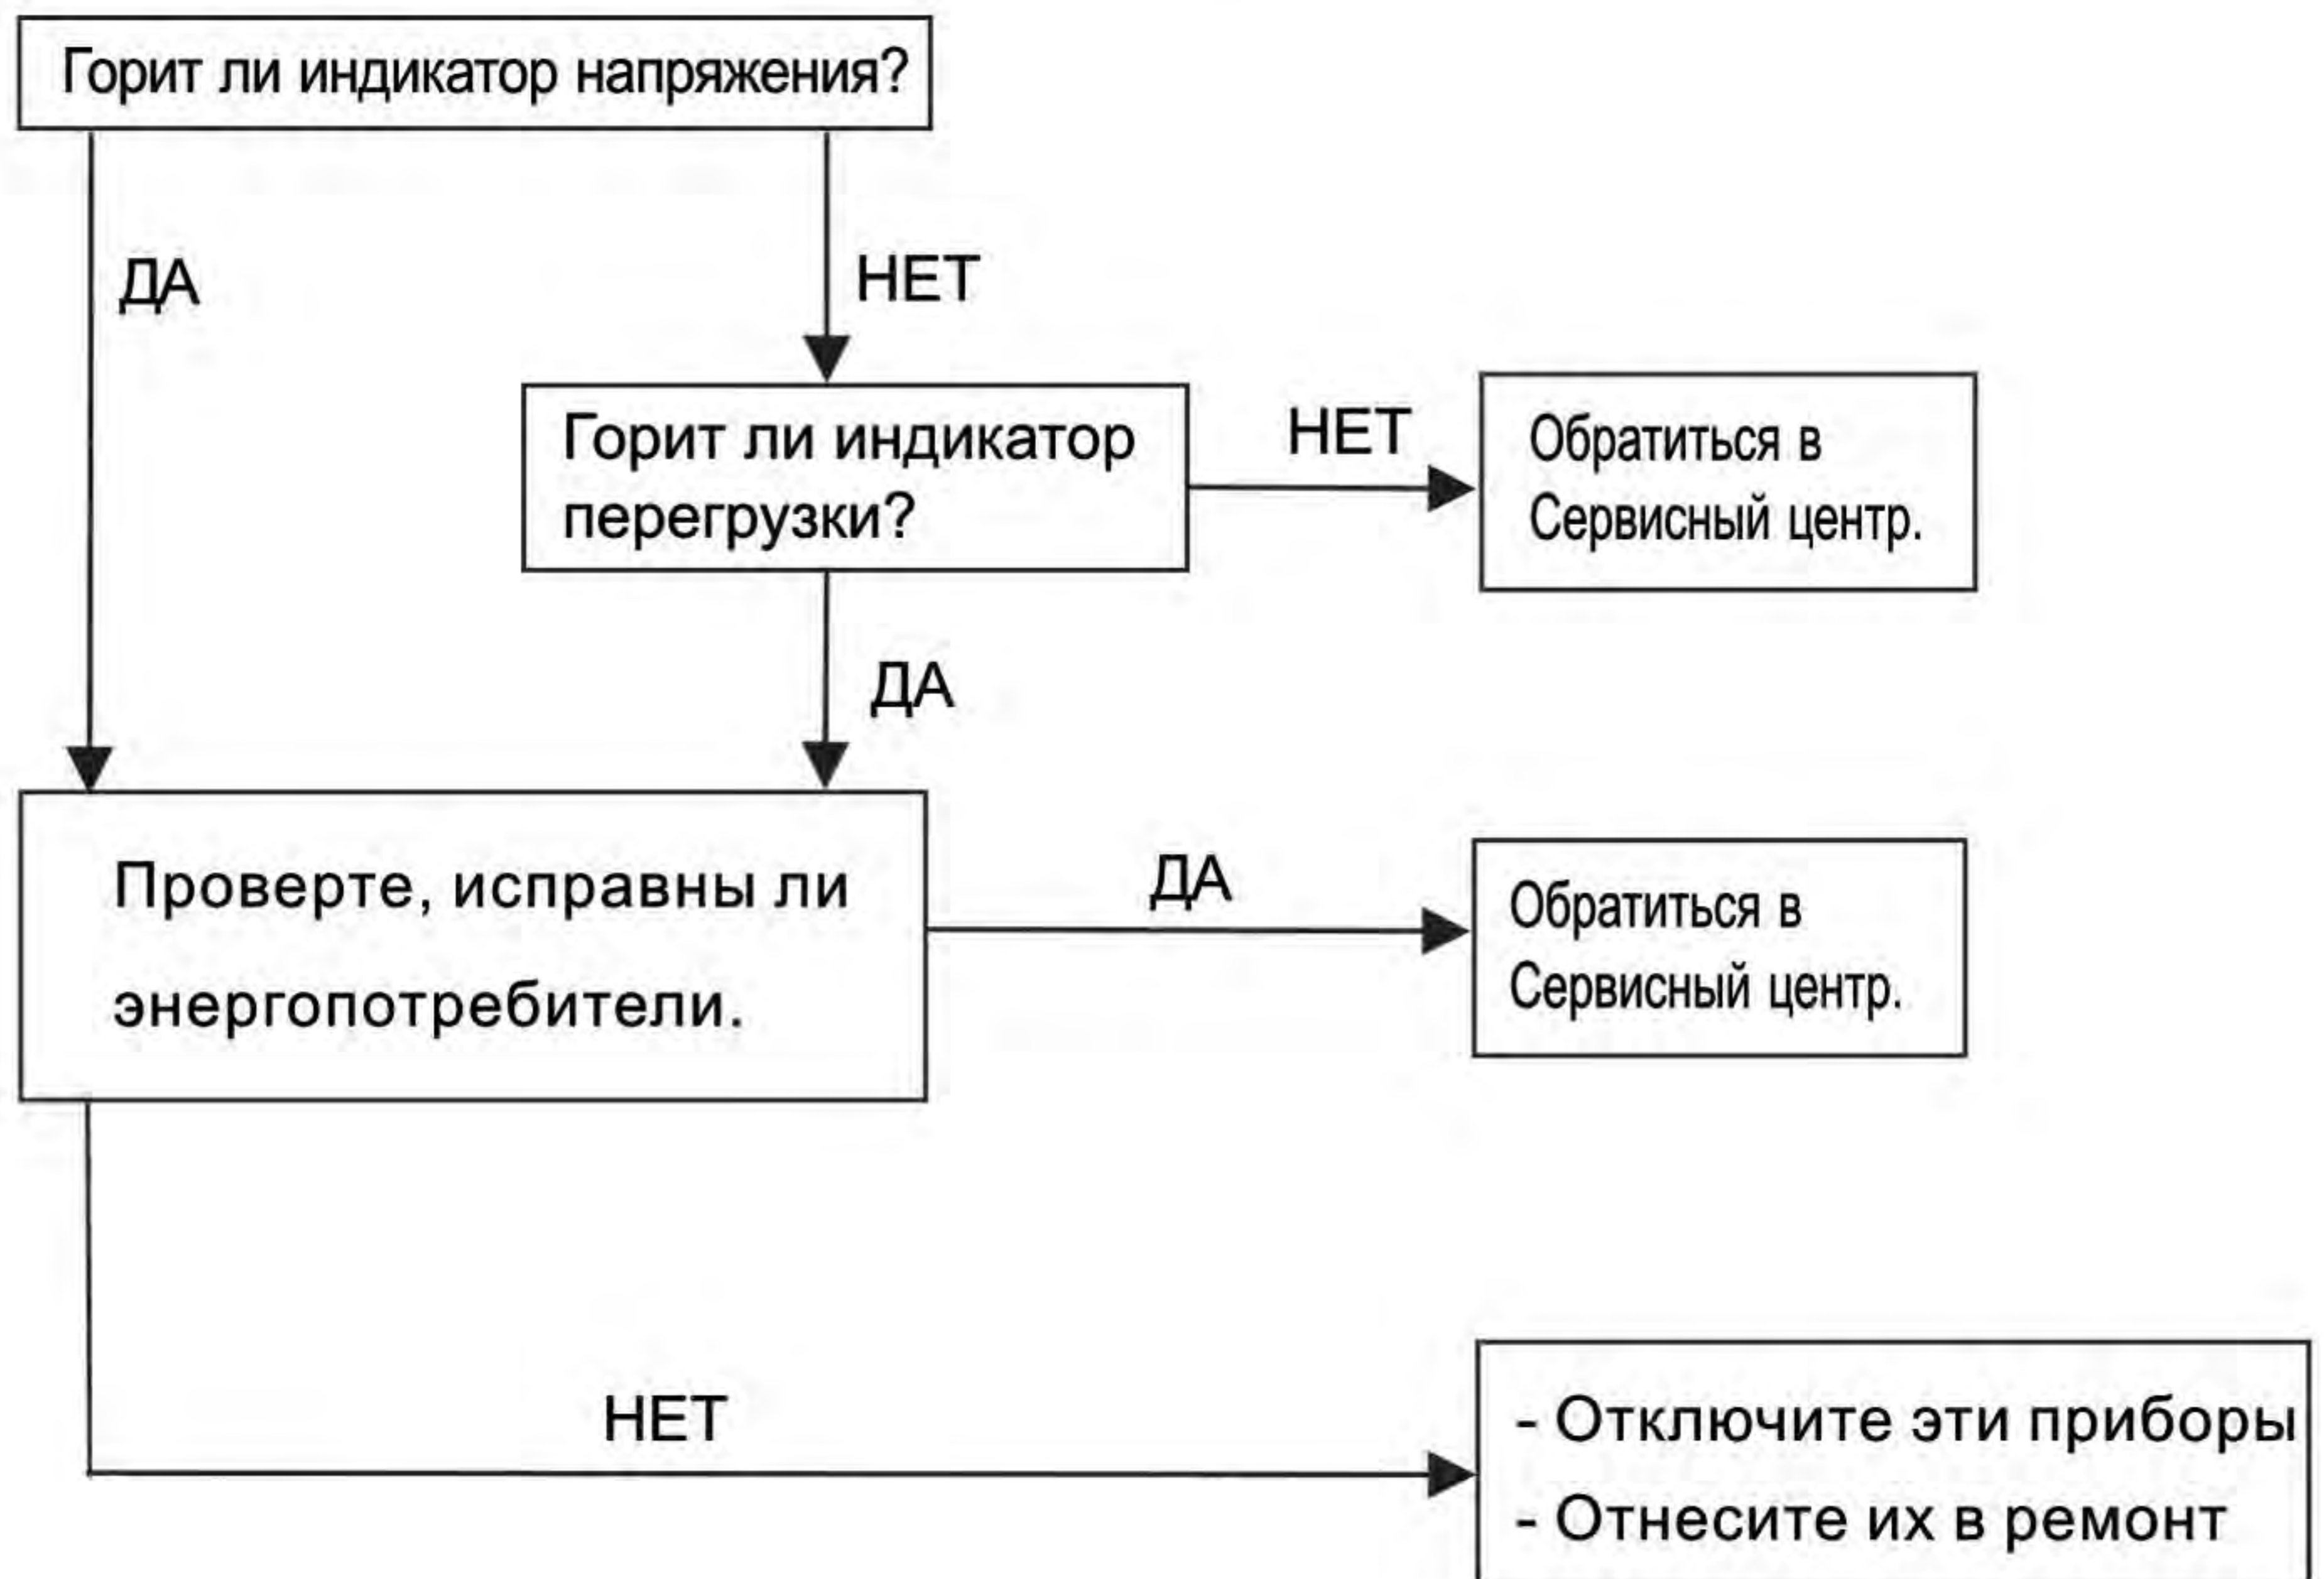 Горит ли индикатор напряжения?
ДА
НЕТ
Горит ли индикатор
перегрузки?
НЕТ
Обратиться в
Сервисный центр.
ДА
Проверте, исправны ли
энергопотребители.
ДА
Обратиться в
Сервисный центр.
НЕТ
- Отключите эти приборы
- Отнесите их в ремонт